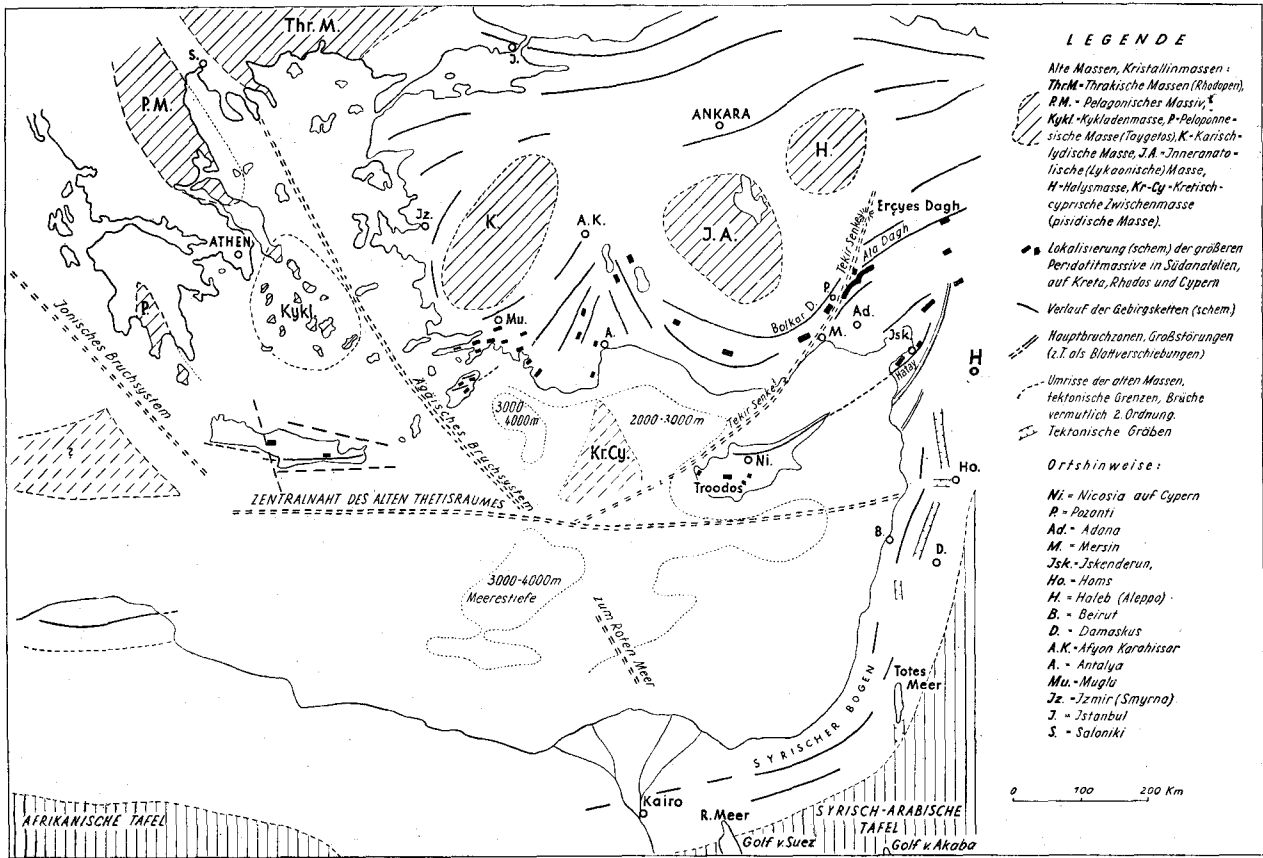 Thr. M.
S.
J.
P. M.
ANKARA
H.
K.
A.K.
J.A.
Erçyes Dagh
Ala Dagh
Tekir Senkel
Jz.
ATHEN
Kykl.
P.
Jonisches Bruchsystem
Ägäisches Bruchsystem
Mu.
A.
Bolkar D.
P.
M.
Ad.
Jsk.
Hatay
H
3000-
4000m
2000-3000m
Tekir Senkel
Kr.Cy.
Ni.
Troodos
Ho.
ZENTRALNAHT DES ALTEN THETISRAUMES
B.
D.
3000-4000m
Meerestiefe
zum Roten Meer
Totes
Meer
SYRISCHER BOGEN
Kairo
R. Meer
AFRIKANISCHE TAFEL
SYRISCH-ARABISCHE
TAFEL
Golf v. Suez
Golf v. Akaba
LEGENDE
Alte Massen, Kristallinmassen:
Thr.M=Thrakische Massen (Rhodopen),
P.M. = Pelagonisches Massiv,
Kykl.=Kykladenmasse, P=Peloponne-
sische Masse (Taygetos), K=Karisch-
lydische Masse, J.A.=Jnneranato-
lische (Lykaonische) Masse,
H=Halysmasse, Kr-Cy=Kretisch-
cyprische Zwischenmasse
(pisidische Masse).
Lokalisierung (schem.) der größeren
Peridotitmassive in Südanatolien,
auf Kreta, Rhodos und Cypern
Verlauf der Gebirgsketten (schem.)
Hauptbruchzonen, Großstörungen
(z.T. als Blattverschiebungen)
Umrisse der alten Massen,
tektonische Grenzen, Brüche
vermutlich 2. Ordnung.
Tektonische Gräben
Ortshinweise:
Ni. = Nicosia auf Cypern
P. = Pozanti
Ad. = Adana
M. = Mersin
Jsk. = Jskenderun,
Ho. = Homs
H. = Haleb (Aleppo)
B. = Beirut
D. = Damaskus
A.K. = Afyon Karahissar
A. = Antalya
Mu. = Muglu
Jz. = Jzmir (Smyrna)
J. = Jstanbul
S. = Saloniki
0 100 200 Km